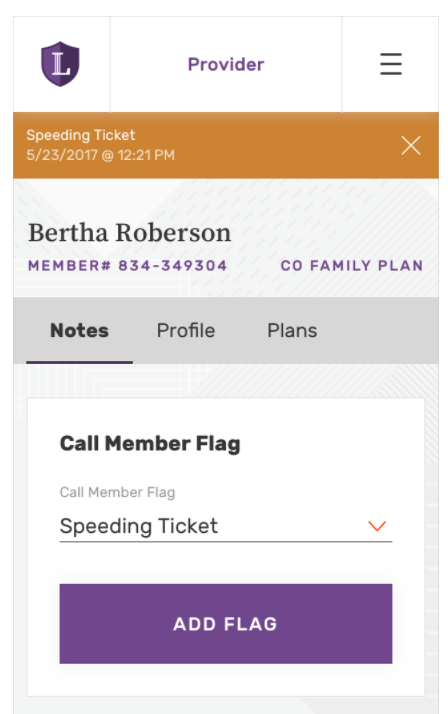 L
Provider
Speeding Ticket
5/23/2017 @ 12:21 PM
Bertha Roberson
MEMBER# 834-349304 CO FAMILY PLAN
Notes Profile Plans
Call Member Flag
Call Member Flag
Speeding Ticket
ADD FLAG